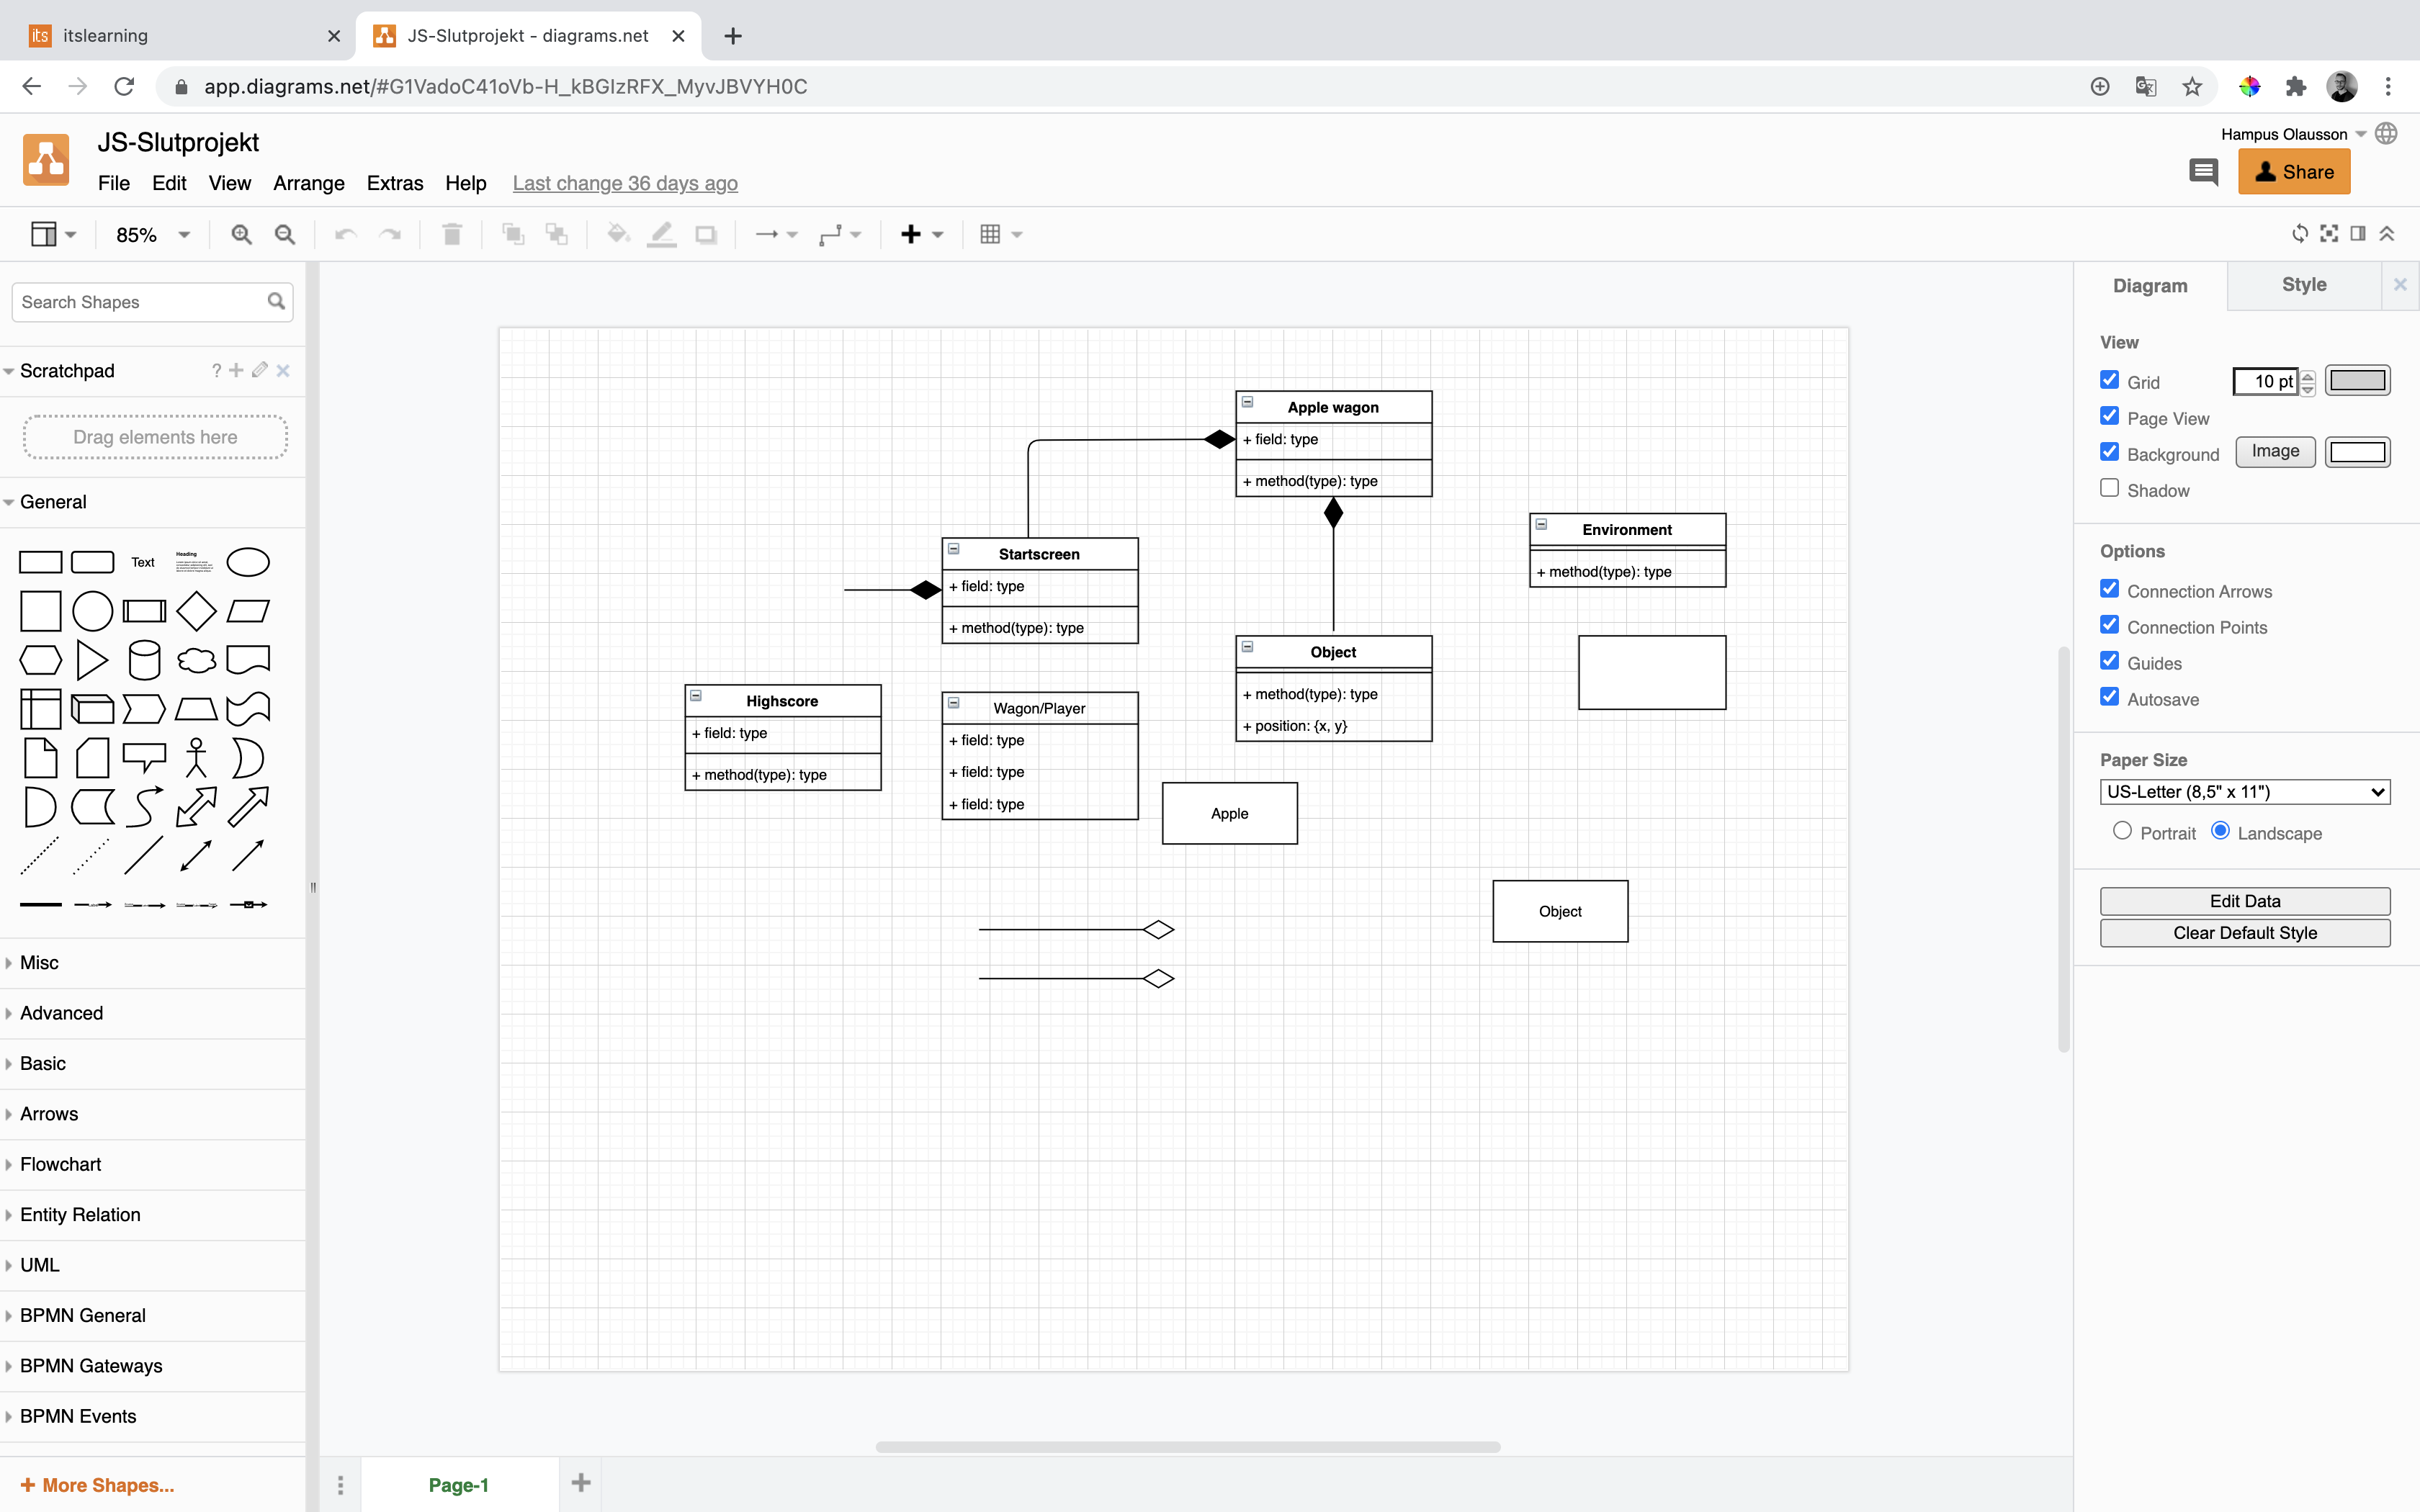 its itslearning
JS-Slutprojekt - diagrams.net
app.diagrams.net/#G1VadoC41oVb-H_kBGIzRFX_MyvJBVYH0C
JS-Slutprojekt
Hampus Olausson
File Edit View Arrange Extras Help Last change 36 days ago
Share
85%
Search Shapes
Scratchpad
?
Drag elements here
General
Text
Heading
Misc
Advanced
Basic
Arrows
Flowchart
Entity Relation
UML
BPMN General
BPMN Gateways
BPMN Events
+ More Shapes...
Apple wagon
+ field: type
+ method(type): type
Startscreen
+ field: type
+ method(type): type
Environment
+ method(type): type
Object
+ method(type): type
+ position: {x, y}
Highscore
+ field: type
+ method(type): type
Wagon/Player
+ field: type
+ field: type
+ field: type
Apple
Object
Page-1
Diagram Style
View
Grid 10 pt
Page View
Background Image
Shadow
Options
Connection Arrows
Connection Points
Guides
Autosave
Paper Size
US-Letter (8,5" x 11")
Portrait Landscape
Edit Data
Clear Default Style